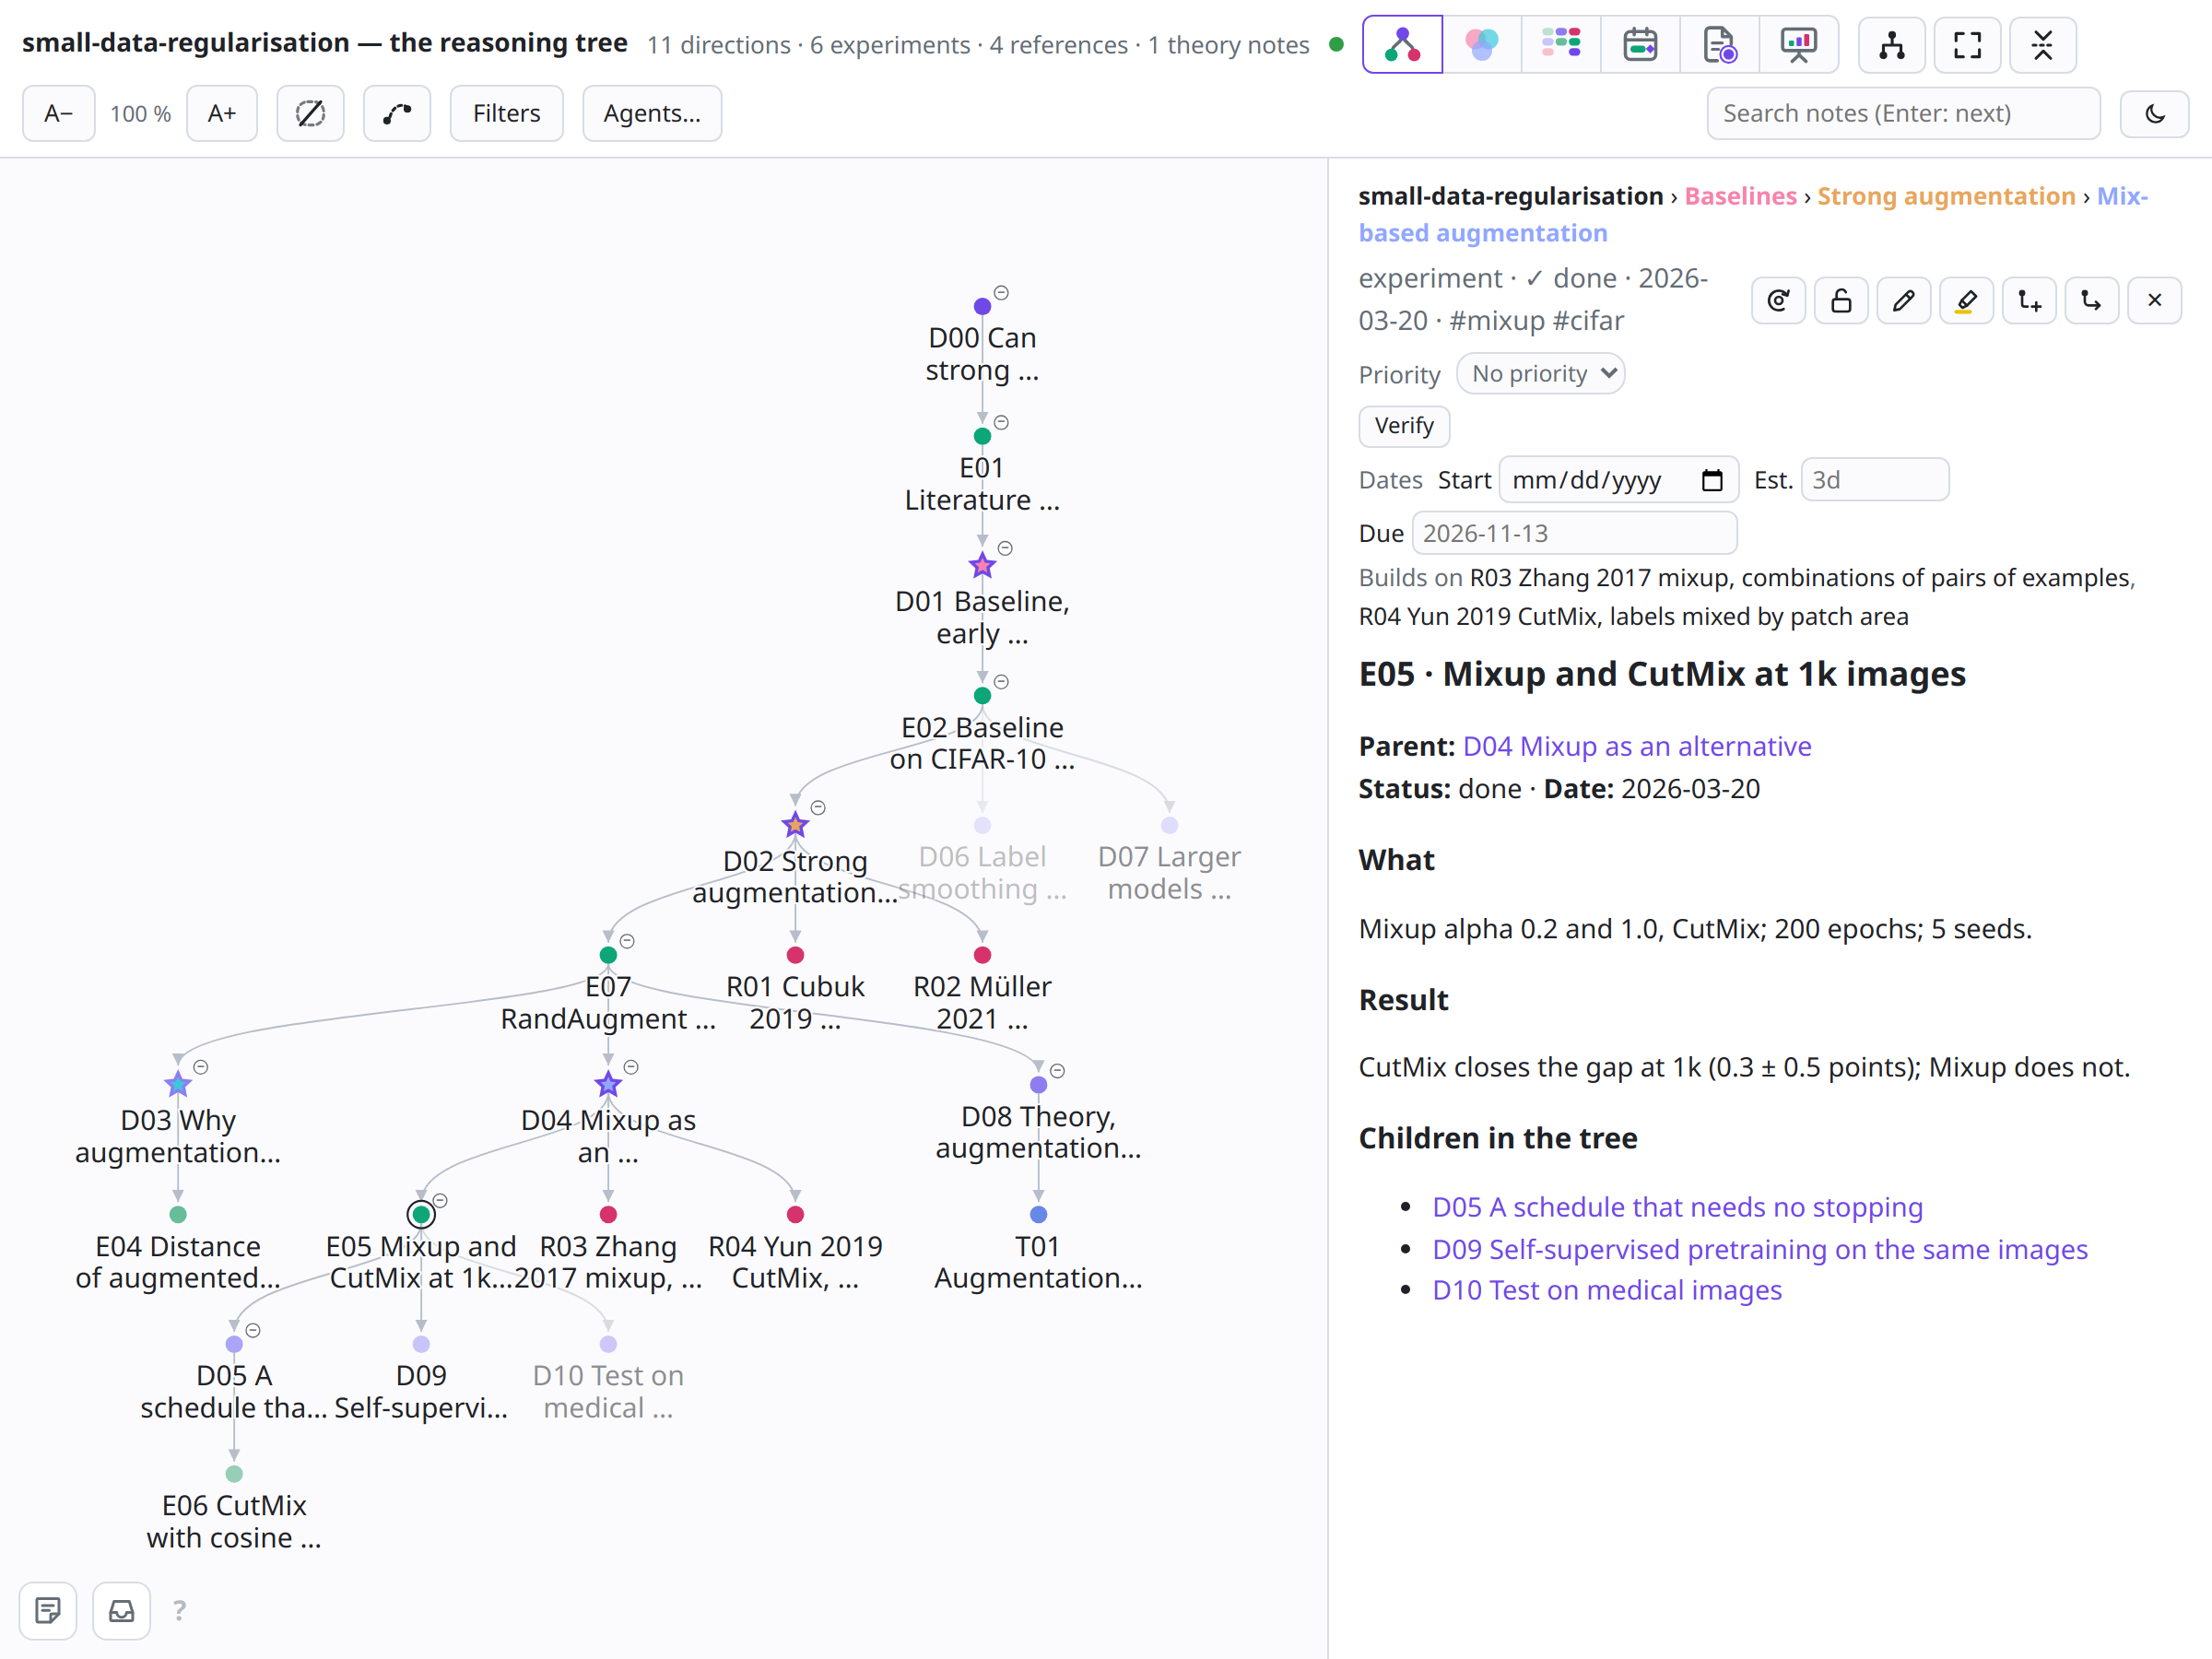 small-data-regularisation — the reasoning tree
11 directions · 6 experiments · 4 references · 1 theory notes
A−
100 %
A+
Filters
Agents...
Search notes (Enter: next)
D00 Can
strong ...
E01
Literature ...
D01 Baseline,
early ...
E02 Baseline
on CIFAR-10 ...
D02 Strong
augmentation...
D06 Label
smoothing ...
D07 Larger
models ...
E07
RandAugment ...
R01 Cubuk
2019 ...
R02 Müller
2021 ...
D03 Why
augmentation...
D04 Mixup as
an ...
D08 Theory,
augmentation...
E04 Distance
of augmented...
E05 Mixup and
CutMix at 1k...
R03 Zhang
2017 mixup, ...
R04 Yun 2019
CutMix, ...
T01
Augmentation...
D05 A
schedule tha...
D09
Self-supervi...
D10 Test on
medical ...
E06 CutMix
with cosine ...
?
small-data-regularisation › Baselines › Strong augmentation › Mix-
based augmentation
experiment · ✓ done · 2026-
03-20 · #mixup #cifar
×
Priority No priority
Verify
Dates Start mm/dd/yyyy Est. 3d
Due 2026-11-13
Builds on R03 Zhang 2017 mixup, combinations of pairs of examples,
R04 Yun 2019 CutMix, labels mixed by patch area
E05 · Mixup and CutMix at 1k images
Parent: D04 Mixup as an alternative
Status: done · Date: 2026-03-20
What
Mixup alpha 0.2 and 1.0, CutMix; 200 epochs; 5 seeds.
Result
CutMix closes the gap at 1k (0.3 ± 0.5 points); Mixup does not.
Children in the tree
• D05 A schedule that needs no stopping
• D09 Self-supervised pretraining on the same images
• D10 Test on medical images